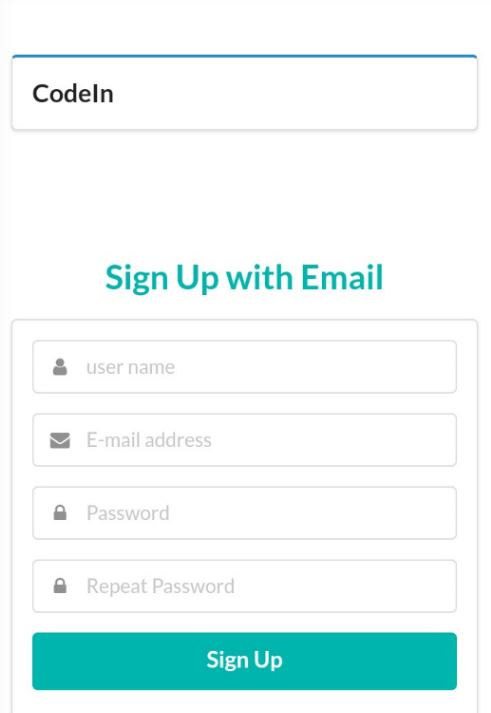 CodeIn
Sign Up with Email
user name
E-mail address
Password
Repeat Password
Sign Up